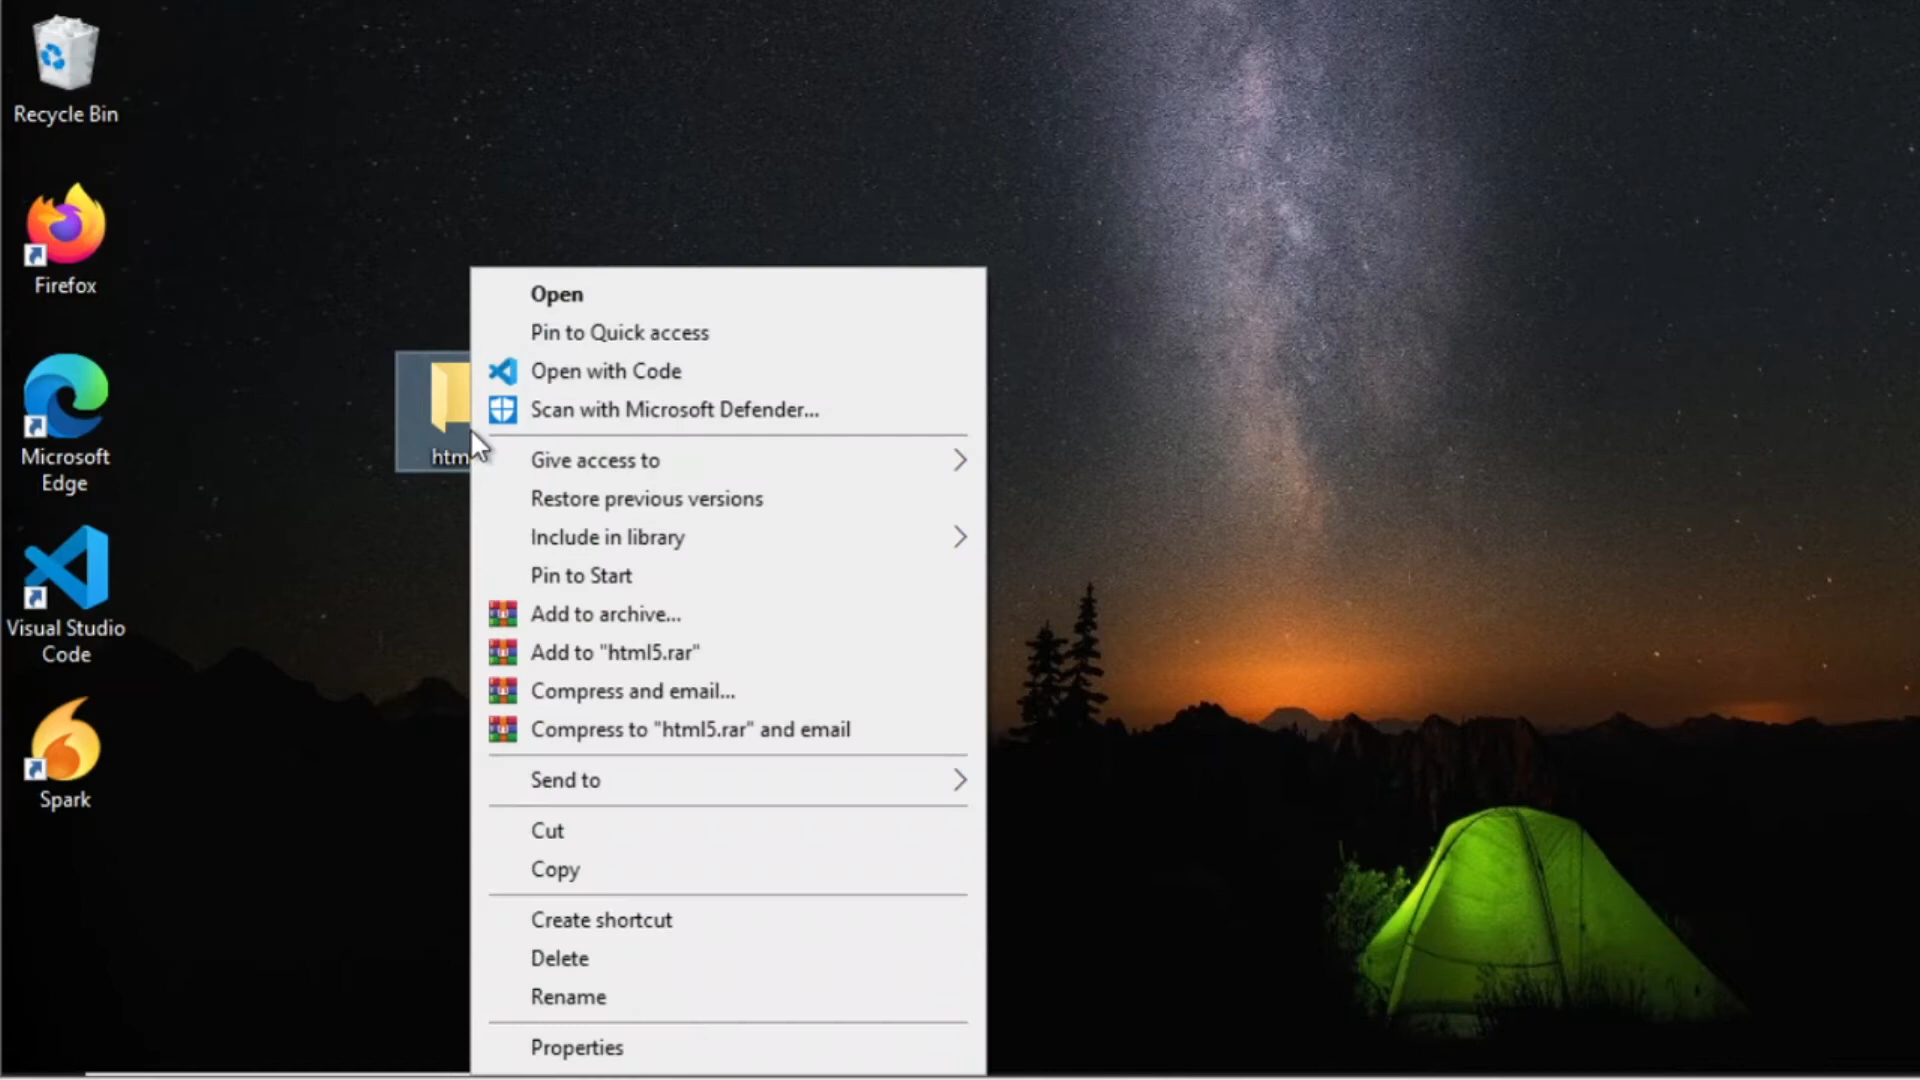 Recycle Bin
Firefox
Microsoft
Edge
Visual Studio
Code
Spark
htm
Open
Pin to Quick access
Open with Code
Scan with Microsoft Defender...
Give access to
Restore previous versions
Include in library
Pin to Start
Add to archive...
Add to "html5.rar"
Compress and email...
Compress to "html5.rar" and email
Send to
Cut
Copy
Create shortcut
Delete
Rename
Properties